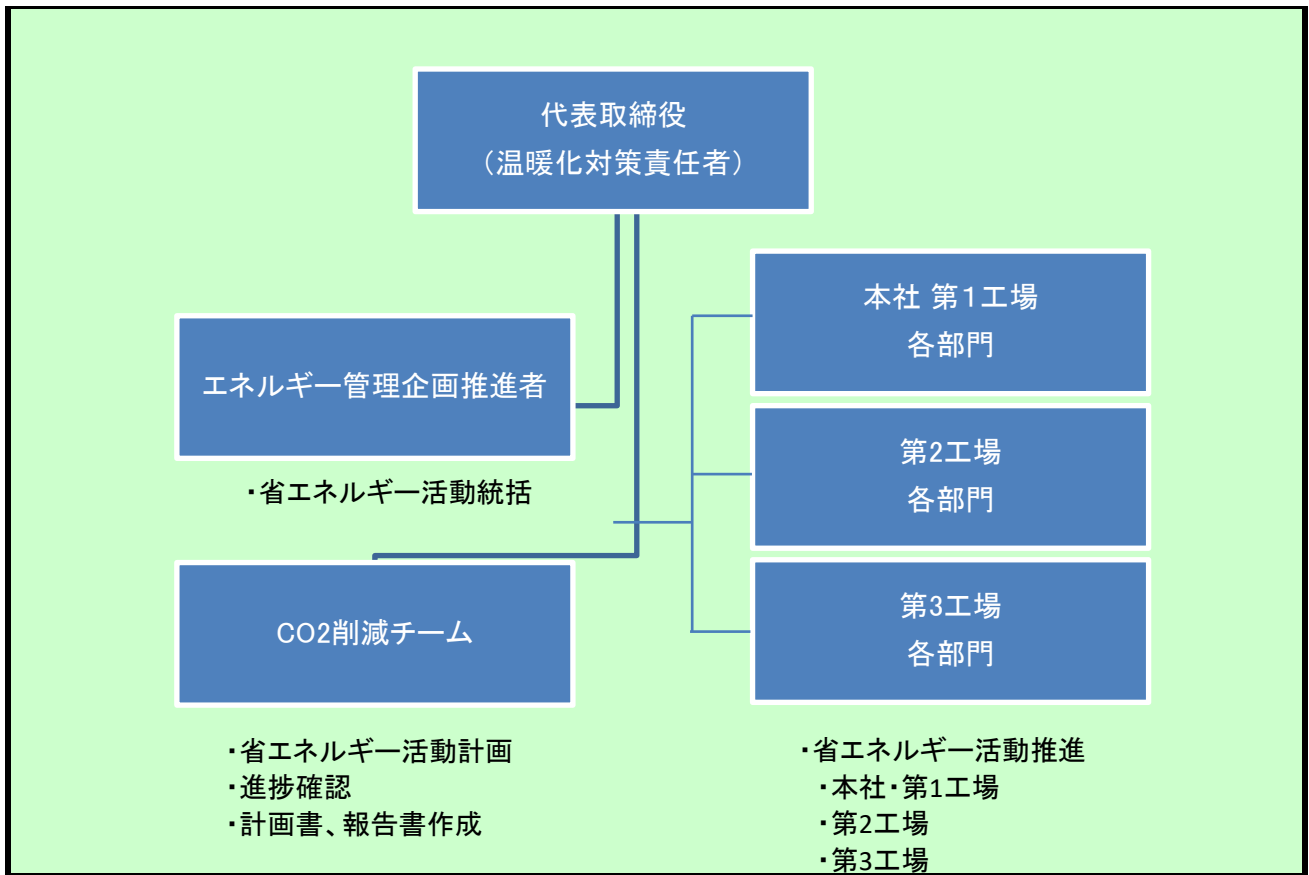 代表取締役
（温暖化対策責任者）
エネルギー管理企画推進者
・省エネルギー活動統括
CO2削減チーム
・省エネルギー活動計画
・進捗確認
・計画書、報告書作成
本社 第１工場
各部門
第2工場
各部門
第3工場
各部門
・省エネルギー活動推進
・本社・第1工場
・第2工場
・第3工場